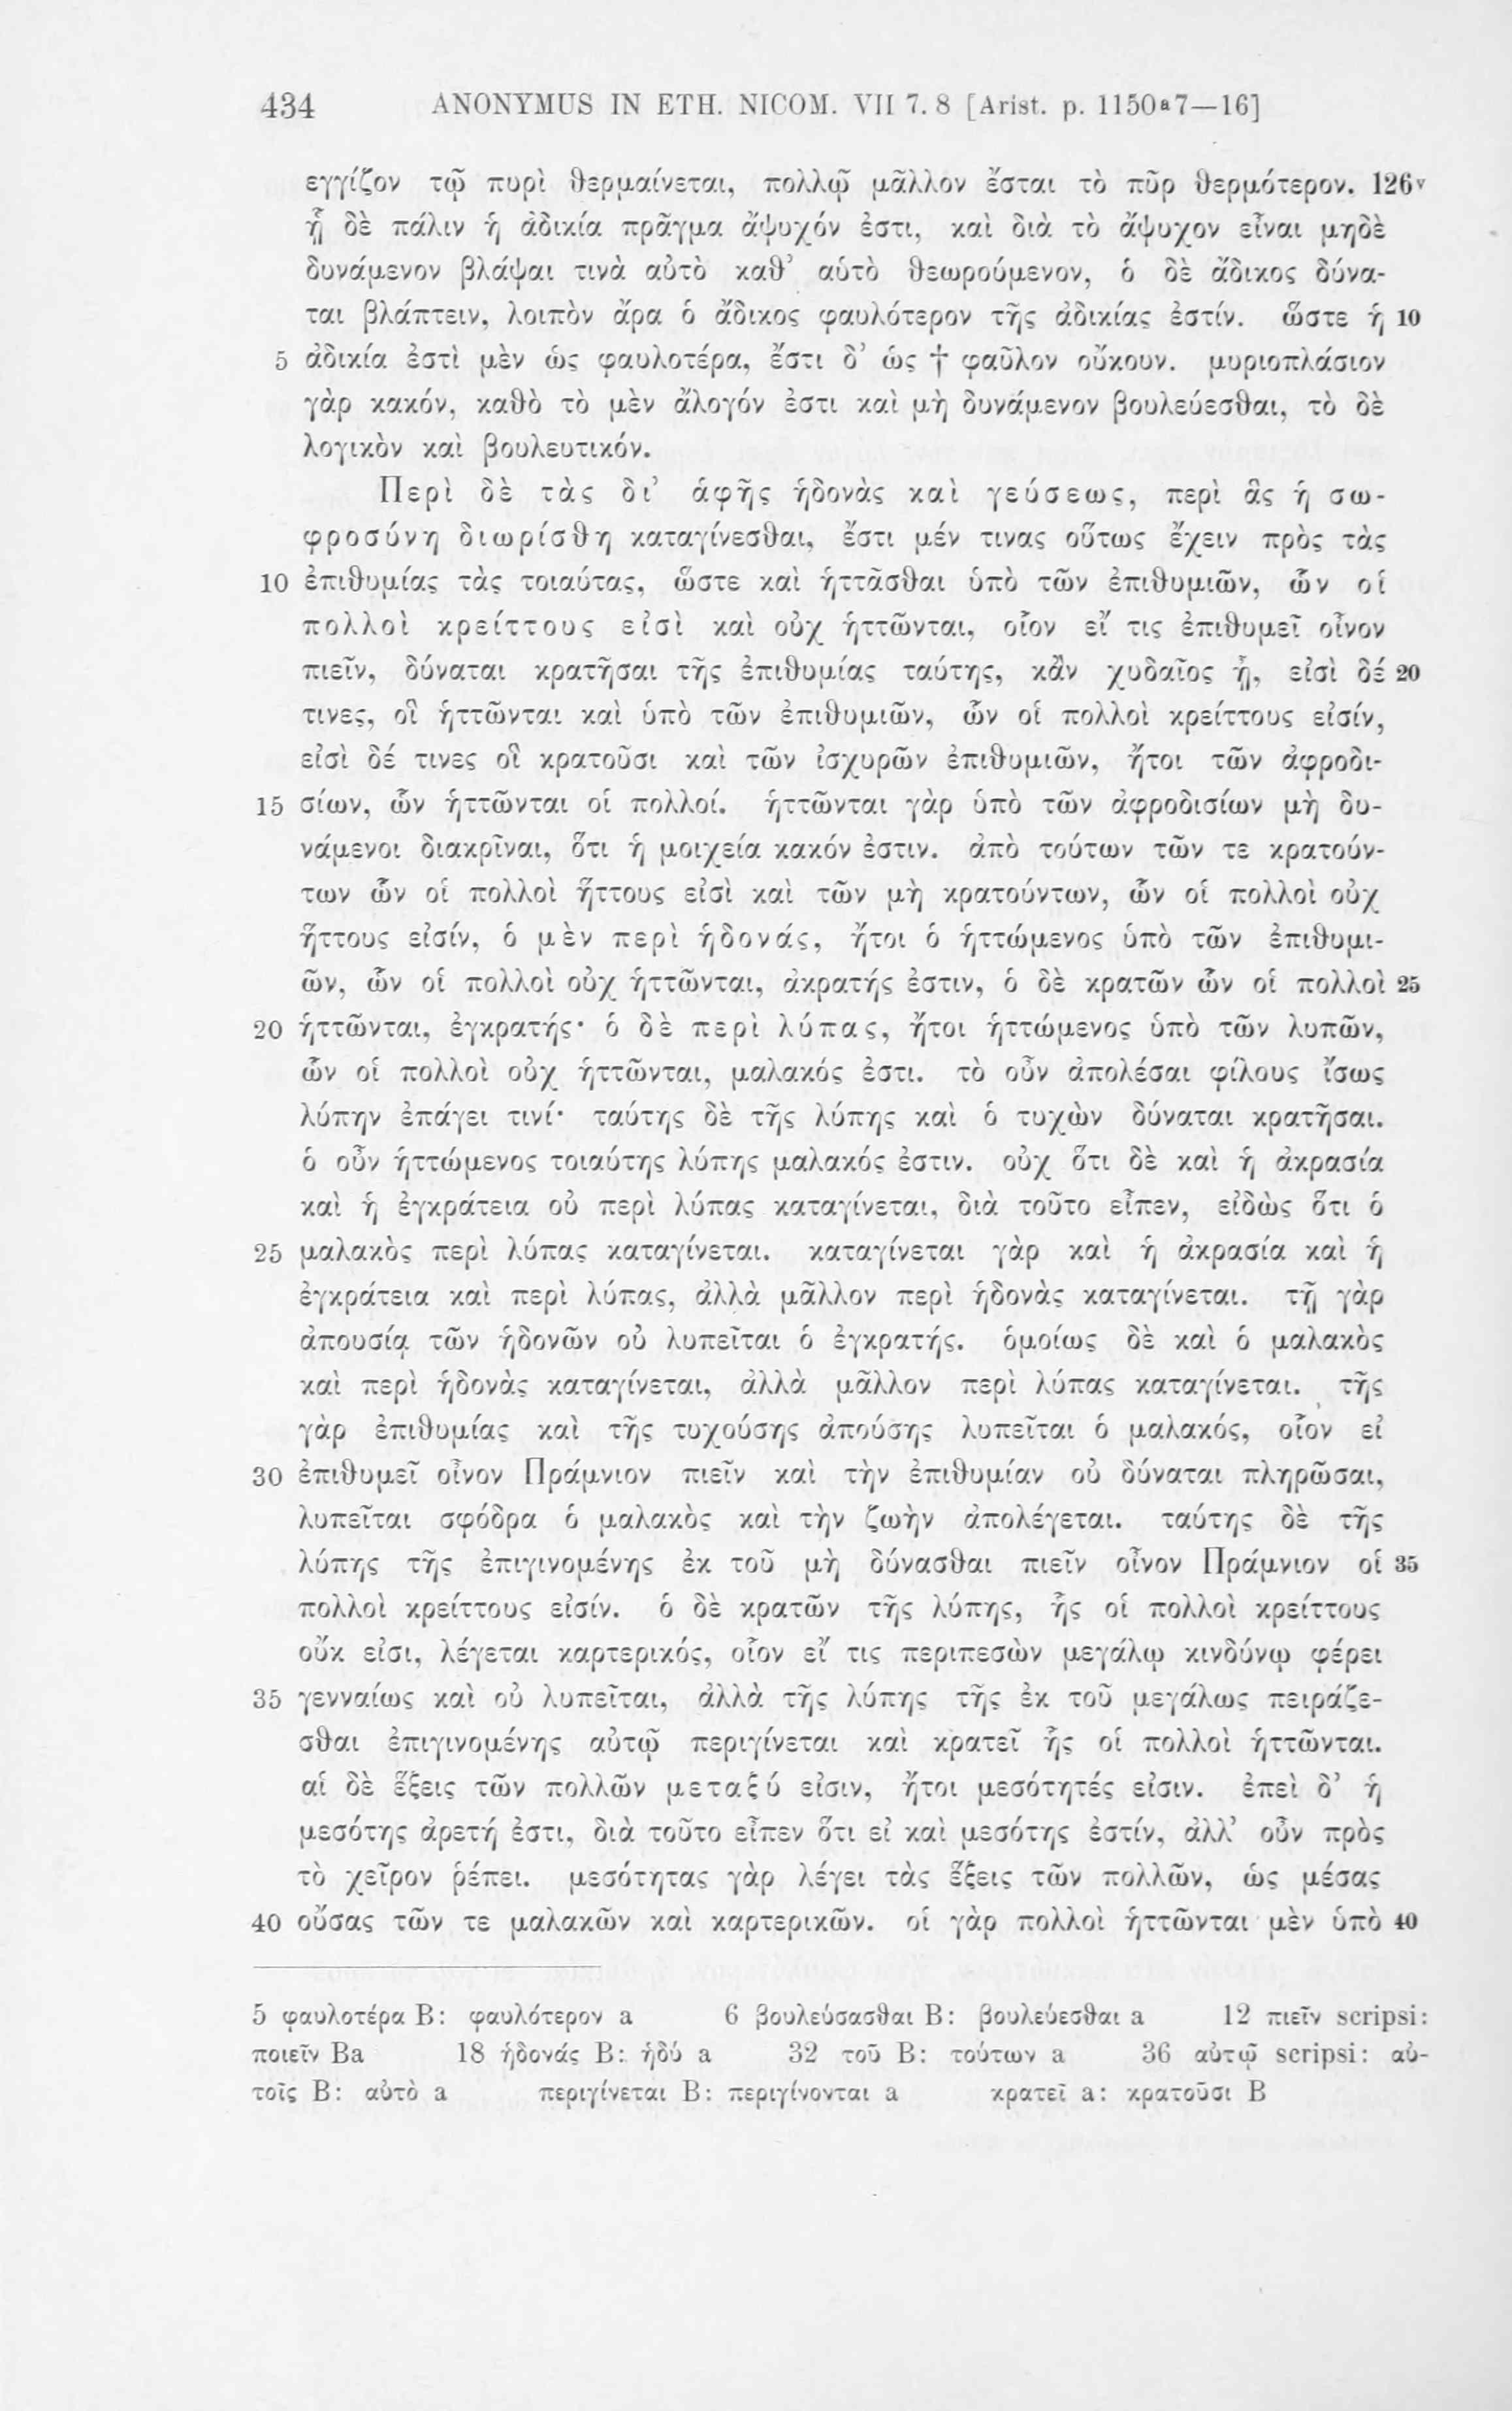 434 ANONYMUS IN ETH. NICOM. VII 7. 8 [Arist. p. 1150ᵃ7—16]
εγγίζον τῷ πυρὶ θερμαίνεται, πολλῷ μᾶλλον ἔσται τὸ πῦρ θερμότερον. 126ᵛ
ᾗ δὲ πάλιν ἡ ἀδικία πρᾶγμα ἄψυχόν ἐστι, καὶ διὰ τὸ ἄψυχον εἶναι μηδὲ
δυνάμενον βλάψαι τινὰ αὐτὸ καθ’ αὑτὸ θεωρούμενον, ὁ δὲ ἄδικος δύνα-
ται βλάπτειν, λοιπὸν ἄρα ὁ ἄδικος φαυλότερον τῆς ἀδικίας ἐστίν. ὥστε ἡ 10
5 ἀδικία ἐστὶ μὲν ὡς φαυλοτέρα, ἔστι δ’ ὡς † φαῦλον οὔκουν. μυριοπλάσιον
γὰρ κακόν, καθὸ τὸ μὲν ἄλογόν ἐστι καὶ μὴ δυνάμενον βουλεύεσθαι, τὸ δὲ
λογικὸν καὶ βουλευτικόν.
Περὶ δὲ τὰς δι’ ἁφῆς ἡδονὰς καὶ γεύσεως, περὶ ἃς ἡ σω-
φροσύνη διωρίσθη καταγίνεσθαι, ἔστι μέν τινας οὕτως ἔχειν πρὸς τὰς
10 ἐπιθυμίας τὰς τοιαύτας, ὥστε καὶ ἡττᾶσθαι ὑπὸ τῶν ἐπιθυμιῶν, ὧν οἱ
πολλοὶ κρείττους εἰσὶ καὶ οὐχ ἡττῶνται, οἷον εἴ τις ἐπιθυμεῖ οἶνον
πιεῖν, δύναται κρατῆσαι τῆς ἐπιθυμίας ταύτης, κἂν χυδαῖος ᾖ, εἰσὶ δέ 20
τινες, οἳ ἡττῶνται καὶ ὑπὸ τῶν ἐπιθυμιῶν, ὧν οἱ πολλοὶ κρείττους εἰσίν,
εἰσὶ δέ τινες οἳ κρατοῦσι καὶ τῶν ἰσχυρῶν ἐπιθυμιῶν, ἤτοι τῶν ἀφροδι-
15 σίων, ὧν ἡττῶνται οἱ πολλοί. ἡττῶνται γὰρ ὑπὸ τῶν ἀφροδισίων μὴ δυ-
νάμενοι διακρῖναι, ὅτι ἡ μοιχεία κακόν ἐστιν. ἀπὸ τούτων τῶν τε κρατούν-
των ὧν οἱ πολλοὶ ἥττους εἰσὶ καὶ τῶν μὴ κρατούντων, ὧν οἱ πολλοὶ οὐχ
ἥττους εἰσίν, ὁ μὲν περὶ ἡδονάς, ἤτοι ὁ ἡττώμενος ὑπὸ τῶν ἐπιθυμι-
ῶν, ὧν οἱ πολλοὶ οὐχ ἡττῶνται, ἀκρατής ἐστιν, ὁ δὲ κρατῶν ὧν οἱ πολλοὶ 25
20 ἡττῶνται, ἐγκρατής· ὁ δὲ περὶ λύπας, ἤτοι ἡττώμενος ὑπὸ τῶν λυπῶν,
ὧν οἱ πολλοὶ οὐχ ἡττῶνται, μαλακός ἐστι. τὸ οὖν ἀπολέσαι φίλους ἴσως
λύπην ἐπάγει τινί· ταύτης δὲ τῆς λύπης καὶ ὁ τυχὼν δύναται κρατῆσαι.
ὁ οὖν ἡττώμενος τοιαύτης λύπης μαλακός ἐστιν. οὐχ ὅτι δὲ καὶ ἡ ἀκρασία
καὶ ἡ ἐγκράτεια οὐ περὶ λύπας καταγίνεται, διὰ τοῦτο εἶπεν, εἰδὼς ὅτι ὁ
25 μαλακὸς περὶ λύπας καταγίνεται. καταγίνεται γὰρ καὶ ἡ ἀκρασία καὶ ἡ
ἐγκράτεια καὶ περὶ λύπας, ἀλλὰ μᾶλλον περὶ ἡδονὰς καταγίνεται. τῇ γὰρ
ἀπουσίᾳ τῶν ἡδονῶν οὐ λυπεῖται ὁ ἐγκρατής. ὁμοίως δὲ καὶ ὁ μαλακὸς
καὶ περὶ ἡδονὰς καταγίνεται, ἀλλὰ μᾶλλον περὶ λύπας καταγίνεται. τῆς
γὰρ ἐπιθυμίας καὶ τῆς τυχούσης ἀπούσης λυπεῖται ὁ μαλακός, οἷον εἰ
30 ἐπιθυμεῖ οἶνον Πράμνιον πιεῖν καὶ τὴν ἐπιθυμίαν οὐ δύναται πληρῶσαι,
λυπεῖται σφόδρα ὁ μαλακὸς καὶ τὴν ζωὴν ἀπολέγεται. ταύτης δὲ τῆς
λύπης τῆς ἐπιγινομένης ἐκ τοῦ μὴ δύνασθαι πιεῖν οἶνον Πράμνιον οἱ 35
πολλοὶ κρείττους εἰσίν. ὁ δὲ κρατῶν τῆς λύπης, ἧς οἱ πολλοὶ κρείττους
οὔκ εἰσι, λέγεται καρτερικός, οἷον εἴ τις περιπεσὼν μεγάλῳ κινδύνῳ φέρει
35 γενναίως καὶ οὐ λυπεῖται, ἀλλὰ τῆς λύπης τῆς ἐκ τοῦ μεγάλως πειράζε-
σθαι ἐπιγινομένης αὐτῷ περιγίνεται καὶ κρατεῖ ἧς οἱ πολλοὶ ἡττῶνται.
αἱ δὲ ἕξεις τῶν πολλῶν μεταξύ εἰσιν, ἤτοι μεσότητές εἰσιν. ἐπεὶ δ’ ἡ
μεσότης ἀρετή ἐστι, διὰ τοῦτο εἶπεν ὅτι εἰ καὶ μεσότης ἐστίν, ἀλλ’ οὖν πρὸς
τὸ χεῖρον ῥέπει. μεσότητας γὰρ λέγει τὰς ἕξεις τῶν πολλῶν, ὡς μέσας
40 οὔσας τῶν τε μαλακῶν καὶ καρτερικῶν. οἱ γὰρ πολλοὶ ἡττῶνται μὲν ὑπὸ 40
5 φαυλοτέρα B: φαυλότερον a 6 βουλεύσασθαι B: βουλεύεσθαι a 12 πιεῖν scripsi:
ποιεῖν Ba 18 ἡδονάς B: ἡδύ a 32 τοῦ B: τούτων a 36 αὐτῷ scripsi: αὐ-
τοῖς B: αὐτὸ a περιγίνεται B: περιγίνονται a κρατεῖ a: κρατοῦσι B